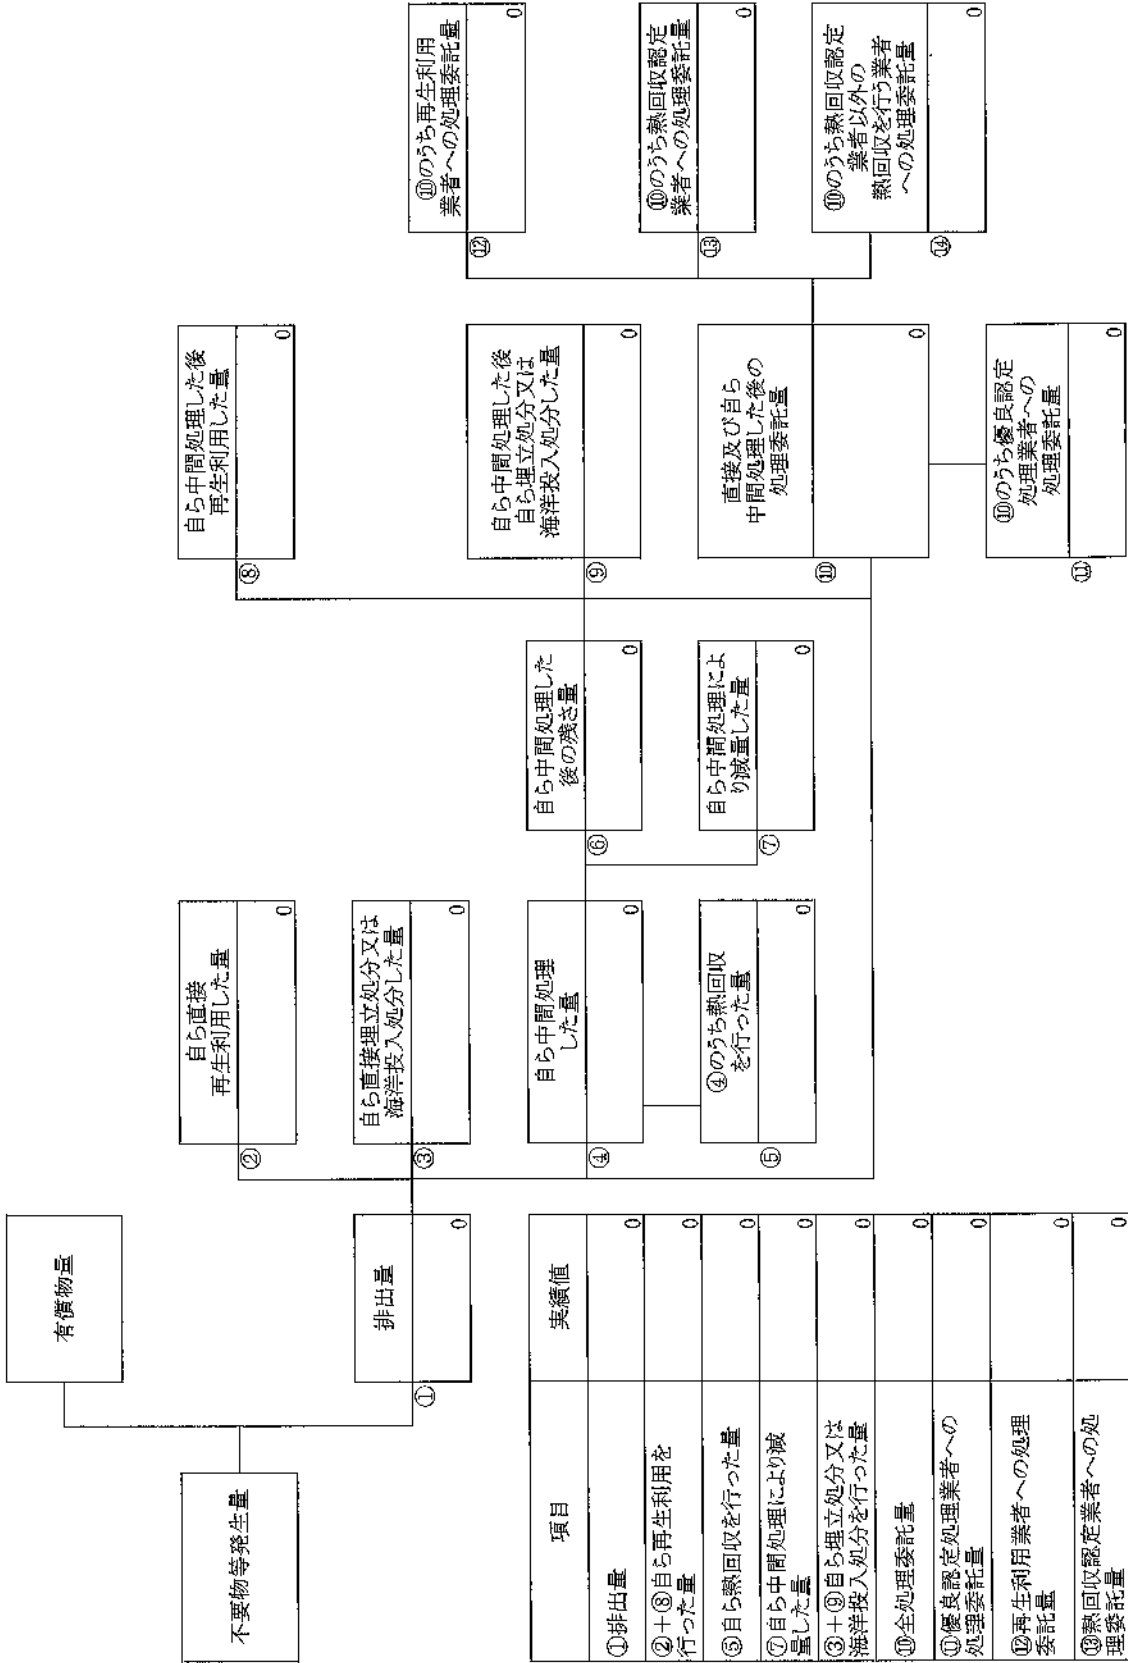 不要物等発生量
有償物量
排出量
①
0
自ら直接
再生利用した量
②
0
自ら直接埋立処分又は
海洋投入処分した量
③
0
自ら中間処理
した量
④
0
④のうち熱回収
を行った量
⑤
0
自ら中間処理した
後の残さ量
⑥
0
自ら中間処理によ
り減量した量
⑦
0
自ら中間処理した後
再生利用した量
⑧
0
自ら中間処理した後
自ら埋立処分又は
海洋投入処分した量
⑨
0
直接及び自ら
中間処理した後の
処理委託量
⑩
0
⑩のうち優良認定
処理業者への
処理委託量
⑪
0
⑩のうち再生利用
業者への処理委託量
⑫
0
⑩のうち熱回収認定
業者への処理委託量
⑬
0
⑩のうち熱回収認定
業者以外の
熱回収を行う業者
への処理委託量
⑭
0
項目 実績値
①排出量 0
②+⑧自ら再生利用を
行った量 0
⑤自ら熱回収を行った量 0
⑦自ら中間処理により減
量した量 0
③+⑨自ら埋立処分又は
海洋投入処分を行った量 0
⑩全処理委託量 0
⑪優良認定処理業者への
処理委託量 0
⑫再生利用業者への処理
委託量 0
⑬熱回収認定業者への処
理委託量 0